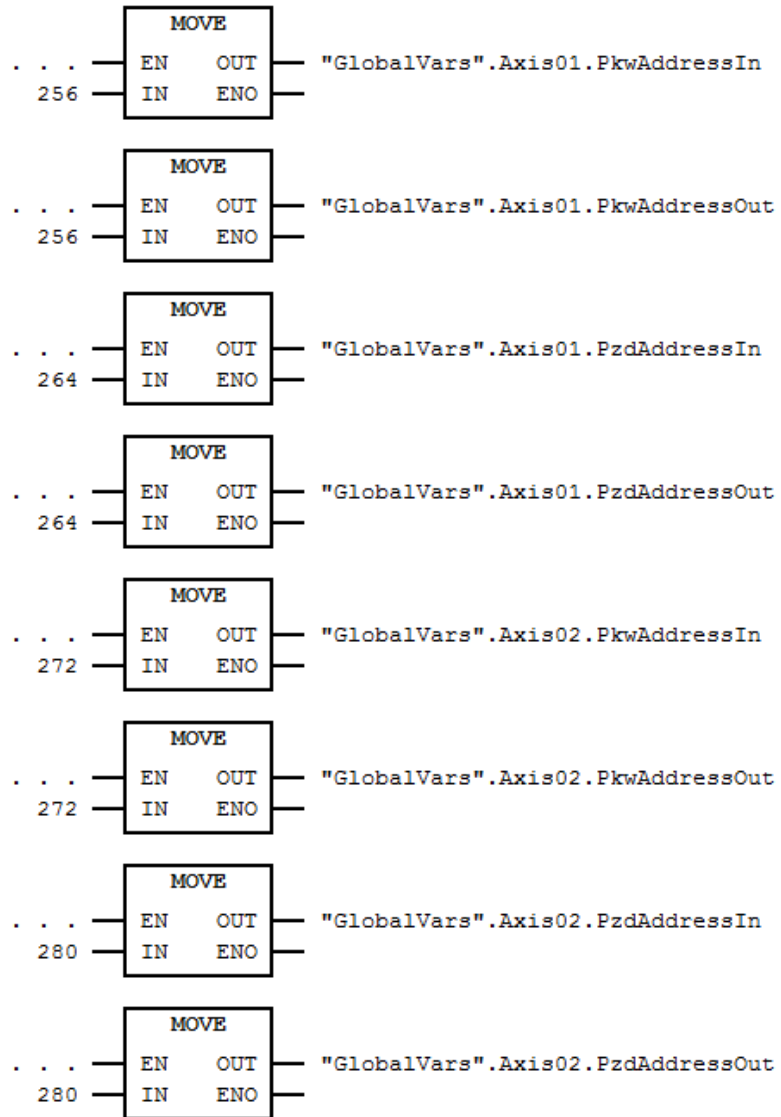 MOVE
. . . EN OUT "GlobalVars".Axis01.PkwAddressIn
256 IN ENO
MOVE
. . . EN OUT "GlobalVars".Axis01.PkwAddressOut
256 IN ENO
MOVE
. . . EN OUT "GlobalVars".Axis01.PzdAddressIn
264 IN ENO
MOVE
. . . EN OUT "GlobalVars".Axis01.PzdAddressOut
264 IN ENO
MOVE
. . . EN OUT "GlobalVars".Axis02.PkwAddressIn
272 IN ENO
MOVE
. . . EN OUT "GlobalVars".Axis02.PkwAddressOut
272 IN ENO
MOVE
. . . EN OUT "GlobalVars".Axis02.PzdAddressIn
280 IN ENO
MOVE
. . . EN OUT "GlobalVars".Axis02.PzdAddressOut
280 IN ENO